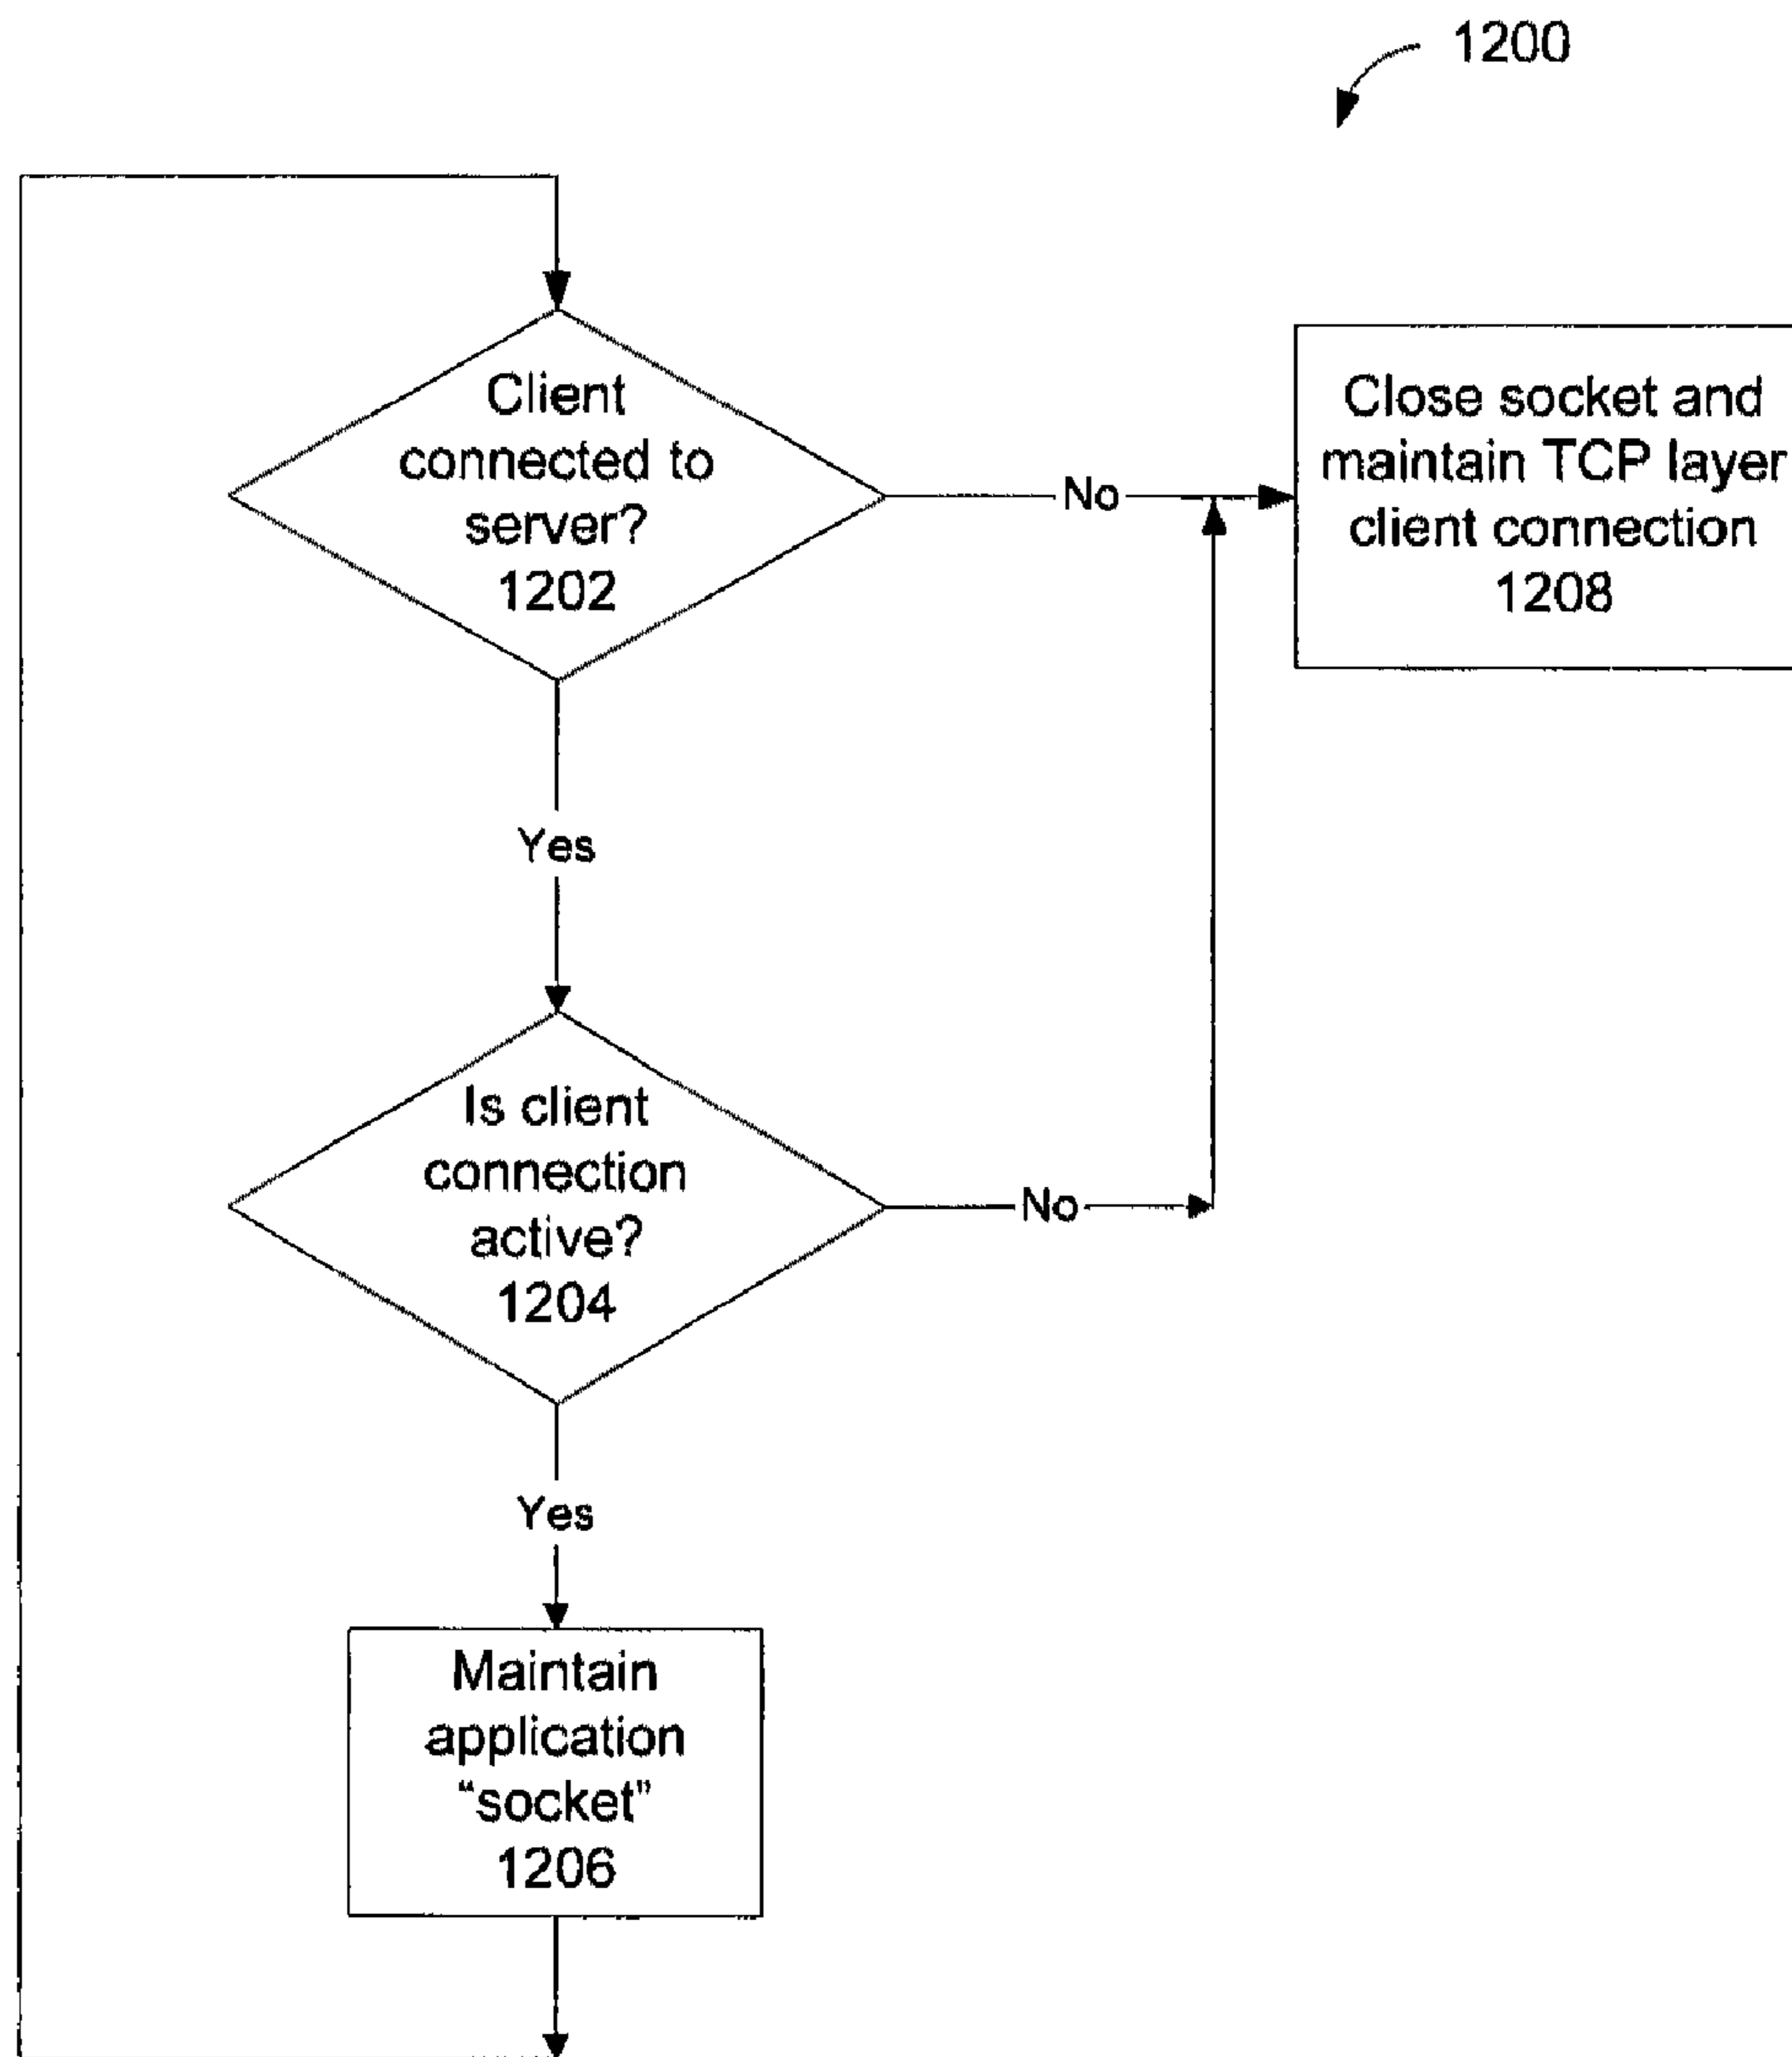 1200
Client
connected to
server?
1202
No
Close socket and
maintain TCP layer
client connection
1208
Yes
Is client
connection
active?
1204
No
Yes
Maintain
application
“socket”
1206